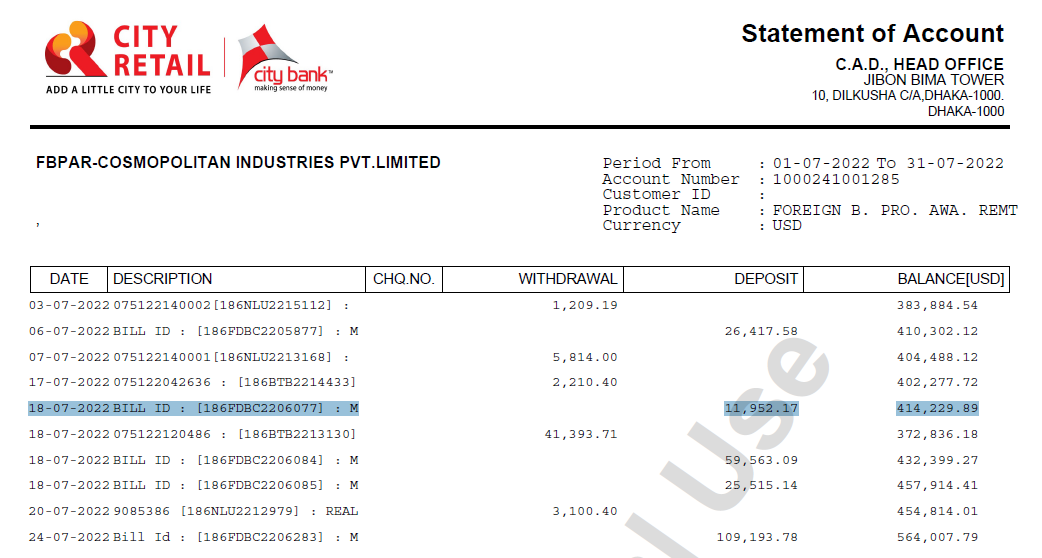 CITY
RETAIL
ADD A LITTLE CITY TO YOUR LIFE
city bank™
making sense of money
Statement of Account
C.A.D., HEAD OFFICE
JIBON BIMA TOWER
10, DILKUSHA C/A,DHAKA-1000.
DHAKA-1000
FBPAR-COSMOPOLITAN INDUSTRIES PVT.LIMITED
,
Period From : 01-07-2022 To 31-07-2022
Account Number : 1000241001285
Customer ID :
Product Name : FOREIGN B. PRO. AWA. REMT
Currency : USD
DATE DESCRIPTION CHQ.NO. WITHDRAWAL DEPOSIT BALANCE[USD]
03-07-2022 075122140002[186NLU2215112] : 1,209.19 383,884.54
06-07-2022 BILL ID : [186FDBC2205877] : M 26,417.58 410,302.12
07-07-2022 075122140001[186NLU2213168] : 5,814.00 404,488.12
17-07-2022 075122042636 : [186BTB2214433] 2,210.40 402,277.72
18-07-2022 BILL ID : [186FDBC2206077] : M 11,952.17 414,229.89
18-07-2022 075122120486 : [186BTB2213130] 41,393.71 372,836.18
18-07-2022 BILL ID : [186FDBC2206084] : M 59,563.09 432,399.27
18-07-2022 BILL ID : [186FDBC2206085] : M 25,515.14 457,914.41
20-07-2022 9085386 [186NLU2212979] : REAL 3,100.40 454,814.01
24-07-2022 Bill Id : [186FDBC2206283] : M 109,193.78 564,007.79
l Use